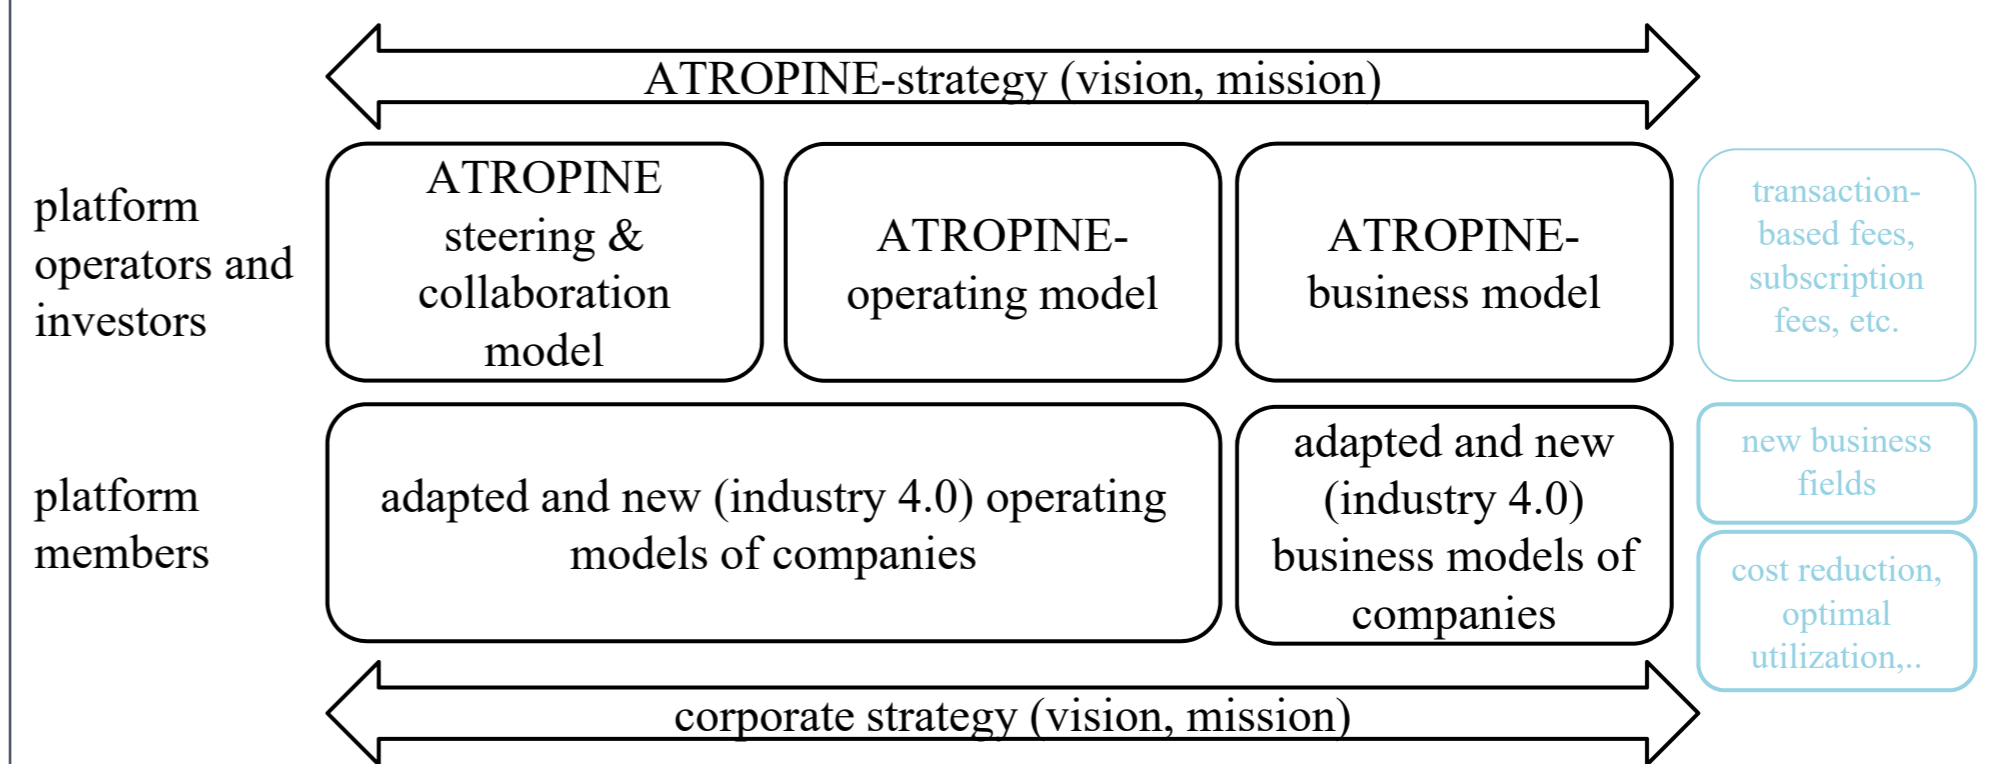 ATROPINE-strategy (vision, mission)
platform
operators and
investors
ATROPINE
steering &
collaboration
model
ATROPINE-
operating model
ATROPINE-
business model
transaction-
based fees,
subscription
fees, etc.
platform
members
adapted and new (industry 4.0) operating
models of companies
adapted and new
(industry 4.0)
business models of
companies
new business
fields
cost reduction,
optimal
utilization,..
corporate strategy (vision, mission)